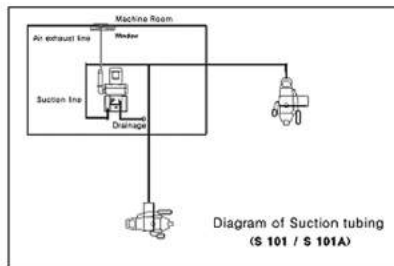 Machine Room
Air exhaust line
Window
Suction line
Drainage
Diagram of Suction tubing
(S 101 / S 101A)